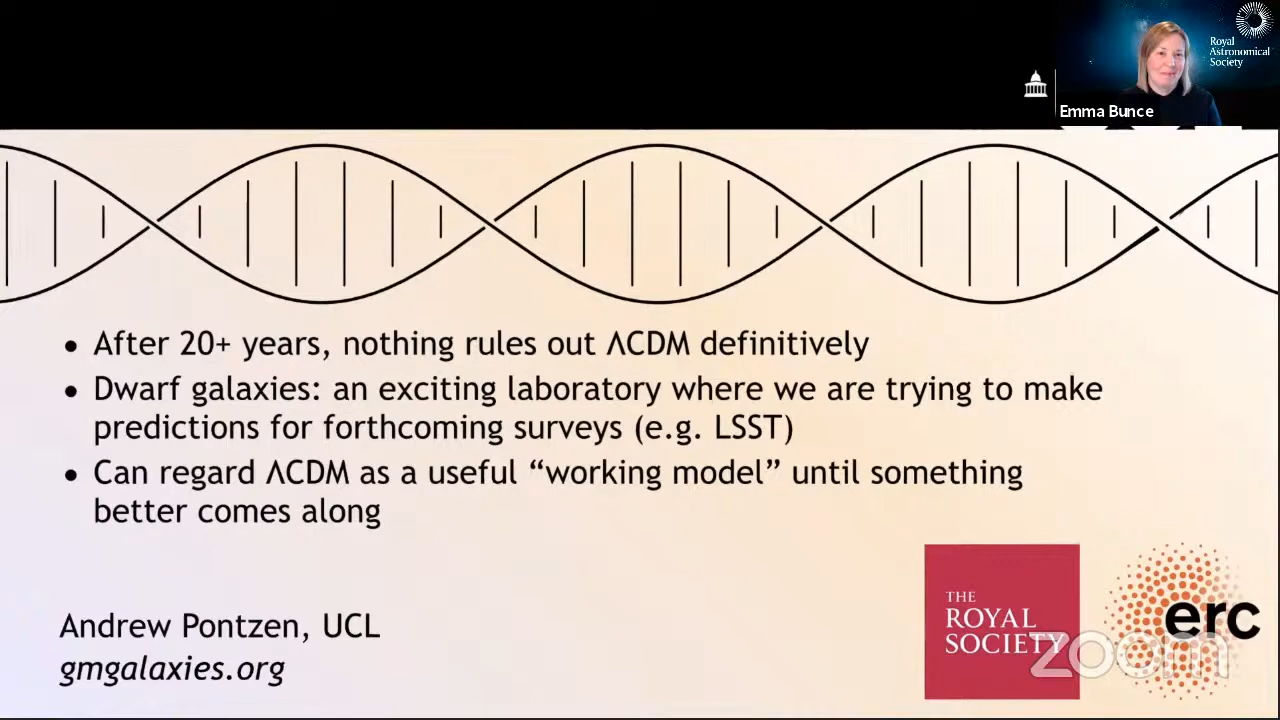 Royal
Astronomical
Society
Emma Bunce
• After 20+ years, nothing rules out ΛCDM definitively
• Dwarf galaxies: an exciting laboratory where we are trying to make
predictions for forthcoming surveys (e.g. LSST)
• Can regard ΛCDM as a useful “working model” until something
better comes along
Andrew Pontzen, UCL
gmgalaxies.org
THE
ROYAL
SOCIETY
erc
zoom